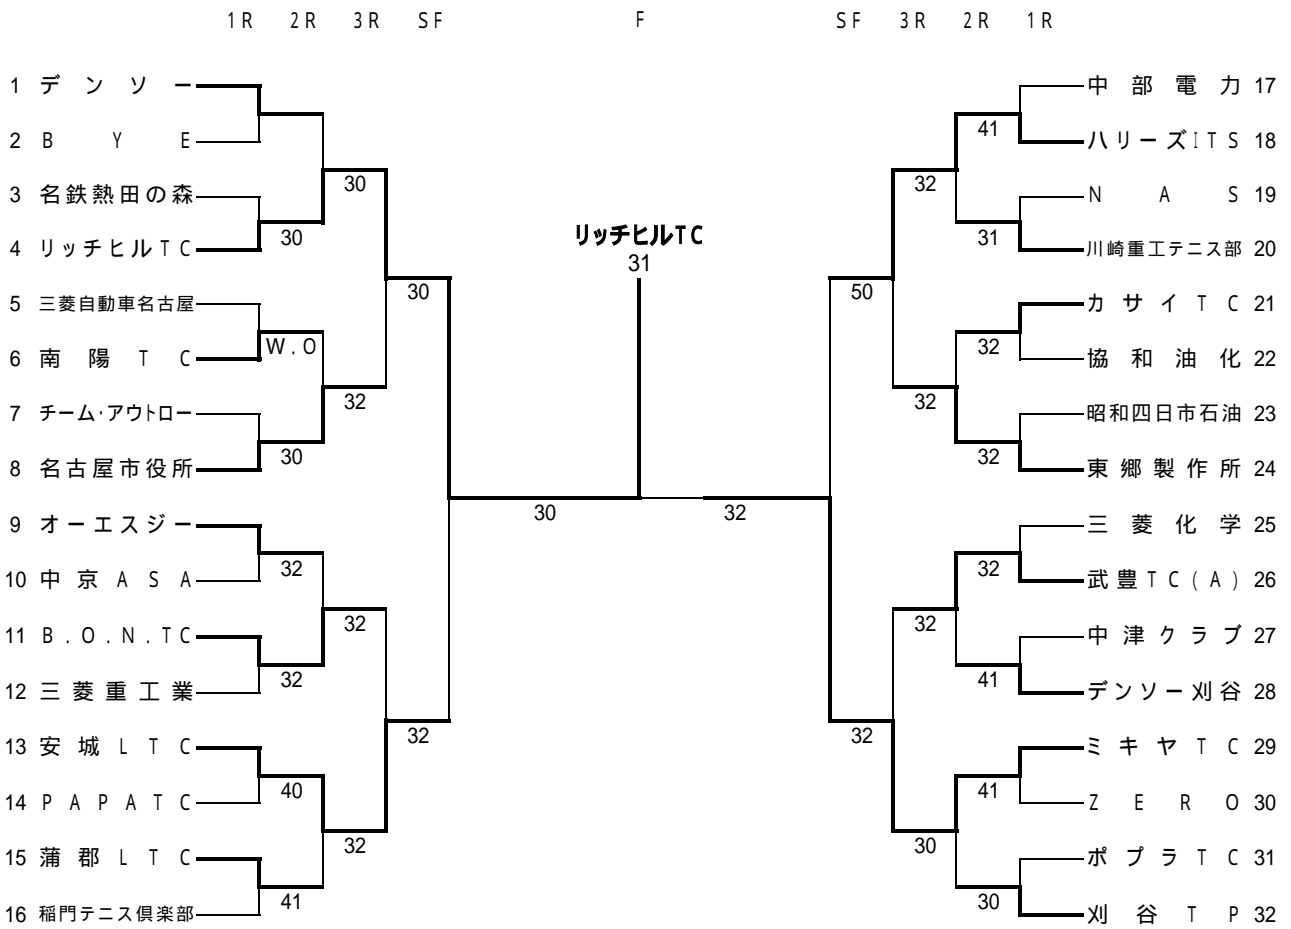 1R 2R 3R SF F SF 3R 2R 1R
1 デンソー
中部電力 17
41
2 BYE
ハリーズITS 18
30
32
3 名鉄熱田の森
NAS 19
リッチヒルTC
30
31
4 リッチヒルTC
川崎重工テニス部 20
31
30
50
5 三菱自動車名古屋
カサイTC 21
W.O
32
6 南陽TC
協和油化 22
32
32
7 チーム・アウトロー
昭和四日市石油 23
30
32
8 名古屋市役所
東郷製作所 24
30
32
9 オーエスジー
三菱化学 25
32
32
10 中京ASA
武豊TC(A) 26
32
32
11 B.O.N.TC
中津クラブ 27
32
41
12 三菱重工業
デンソー刈谷 28
32
32
13 安城LTC
ミキヤTC 29
40
41
14 PAPATC
ZERO 30
32
30
15 蒲郡LTC
ポプラTC 31
41
30
16 稲門テニス倶楽部
刈谷TP 32